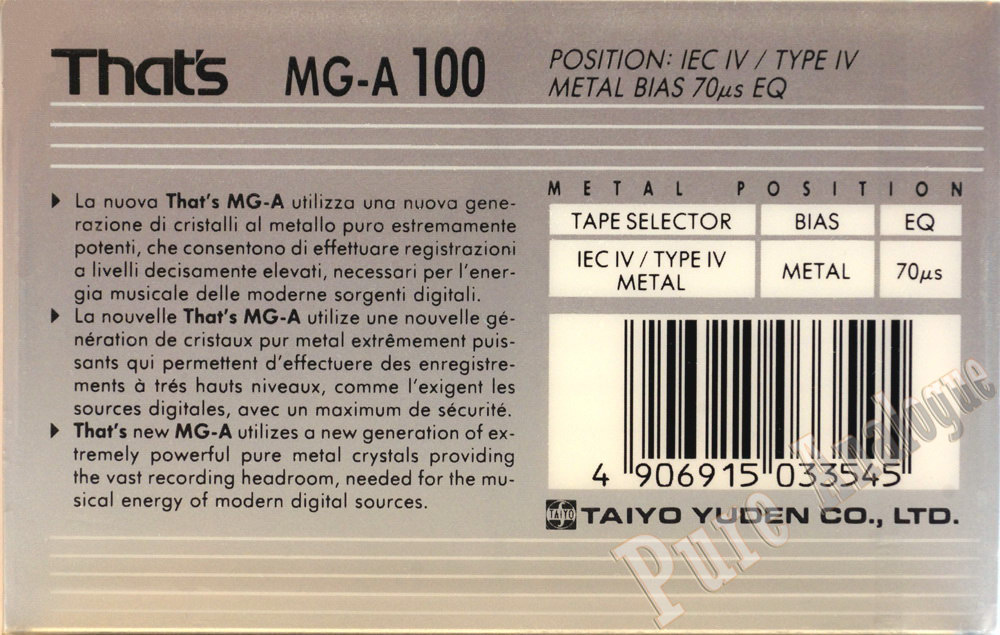 That's MG-A 100
POSITION: IEC IV / TYPE IV
METAL BIAS 70µs EQ
La nuova That's MG-A utilizza una nuova gene-
razione di cristalli al metallo puro estremamente
potenti, che consentono di effettuare registrazioni
a livelli decisamente elevati, necessari per l'ener-
gia musicale delle moderne sorgenti digitali.
La nouvelle That's MG-A utilize une nouvelle gé-
nération de cristaux pur metal extrêmement puis-
sants qui permettent d'effectuere des enregistre-
ments à trés hauts niveaux, comme l'exigent les
sources digitales, avec un maximum de sécurité.
That's new MG-A utilizes a new generation of ex-
tremely powerful pure metal crystals providing
the vast recording headroom, needed for the mu-
sical energy of modern digital sources.
METAL POSITION
TAPE SELECTOR BIAS EQ
IEC IV / TYPE IV METAL 70µs
METAL
4 906915 033545
TAIYO TAIYO YUDEN CO., LTD.
Pure Analogue